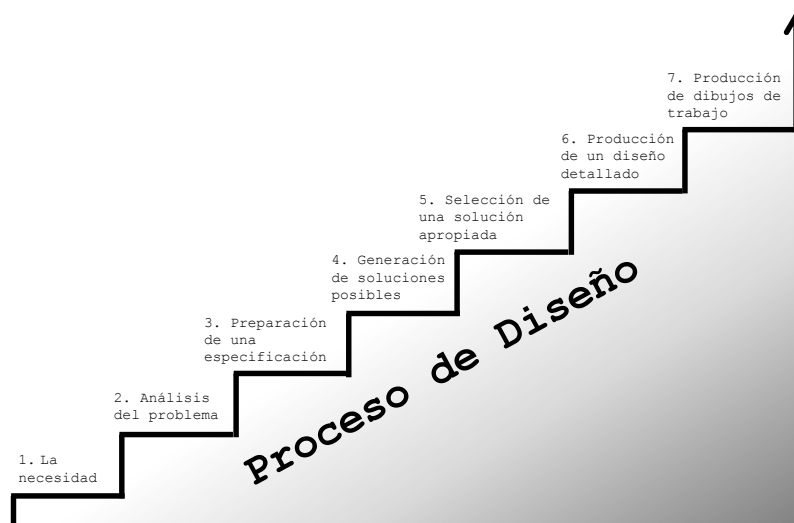 1. La
necesidad
2. Análisis
del problema
3. Preparación
de una
especificación
4. Generación
de soluciones
posibles
5. Selección de
una solución
apropiada
6. Producción
de un diseño
detallado
7. Producción
de dibujos de
trabajo
Proceso de Diseño